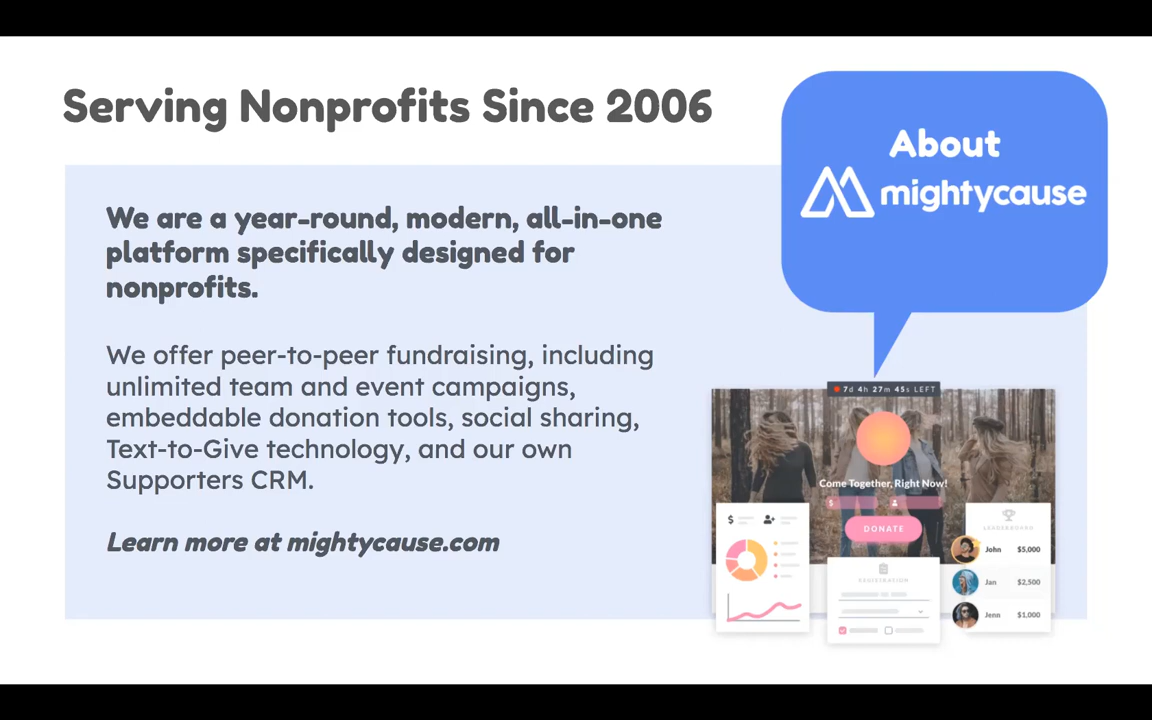 Serving Nonprofits Since 2006
About
mightycause
We are a year-round, modern, all-in-one
platform specifically designed for
nonprofits.
We offer peer-to-peer fundraising, including
unlimited team and event campaigns,
embeddable donation tools, social sharing,
Text-to-Give technology, and our own
Supporters CRM.
Learn more at mightycause.com
7d 4h 27m 45s LEFT
Come Together, Right Now!
$
DONATE
$
LEADERBOARD
John $5,000
Jan $2,500
Jenn $1,000
REGISTRATION